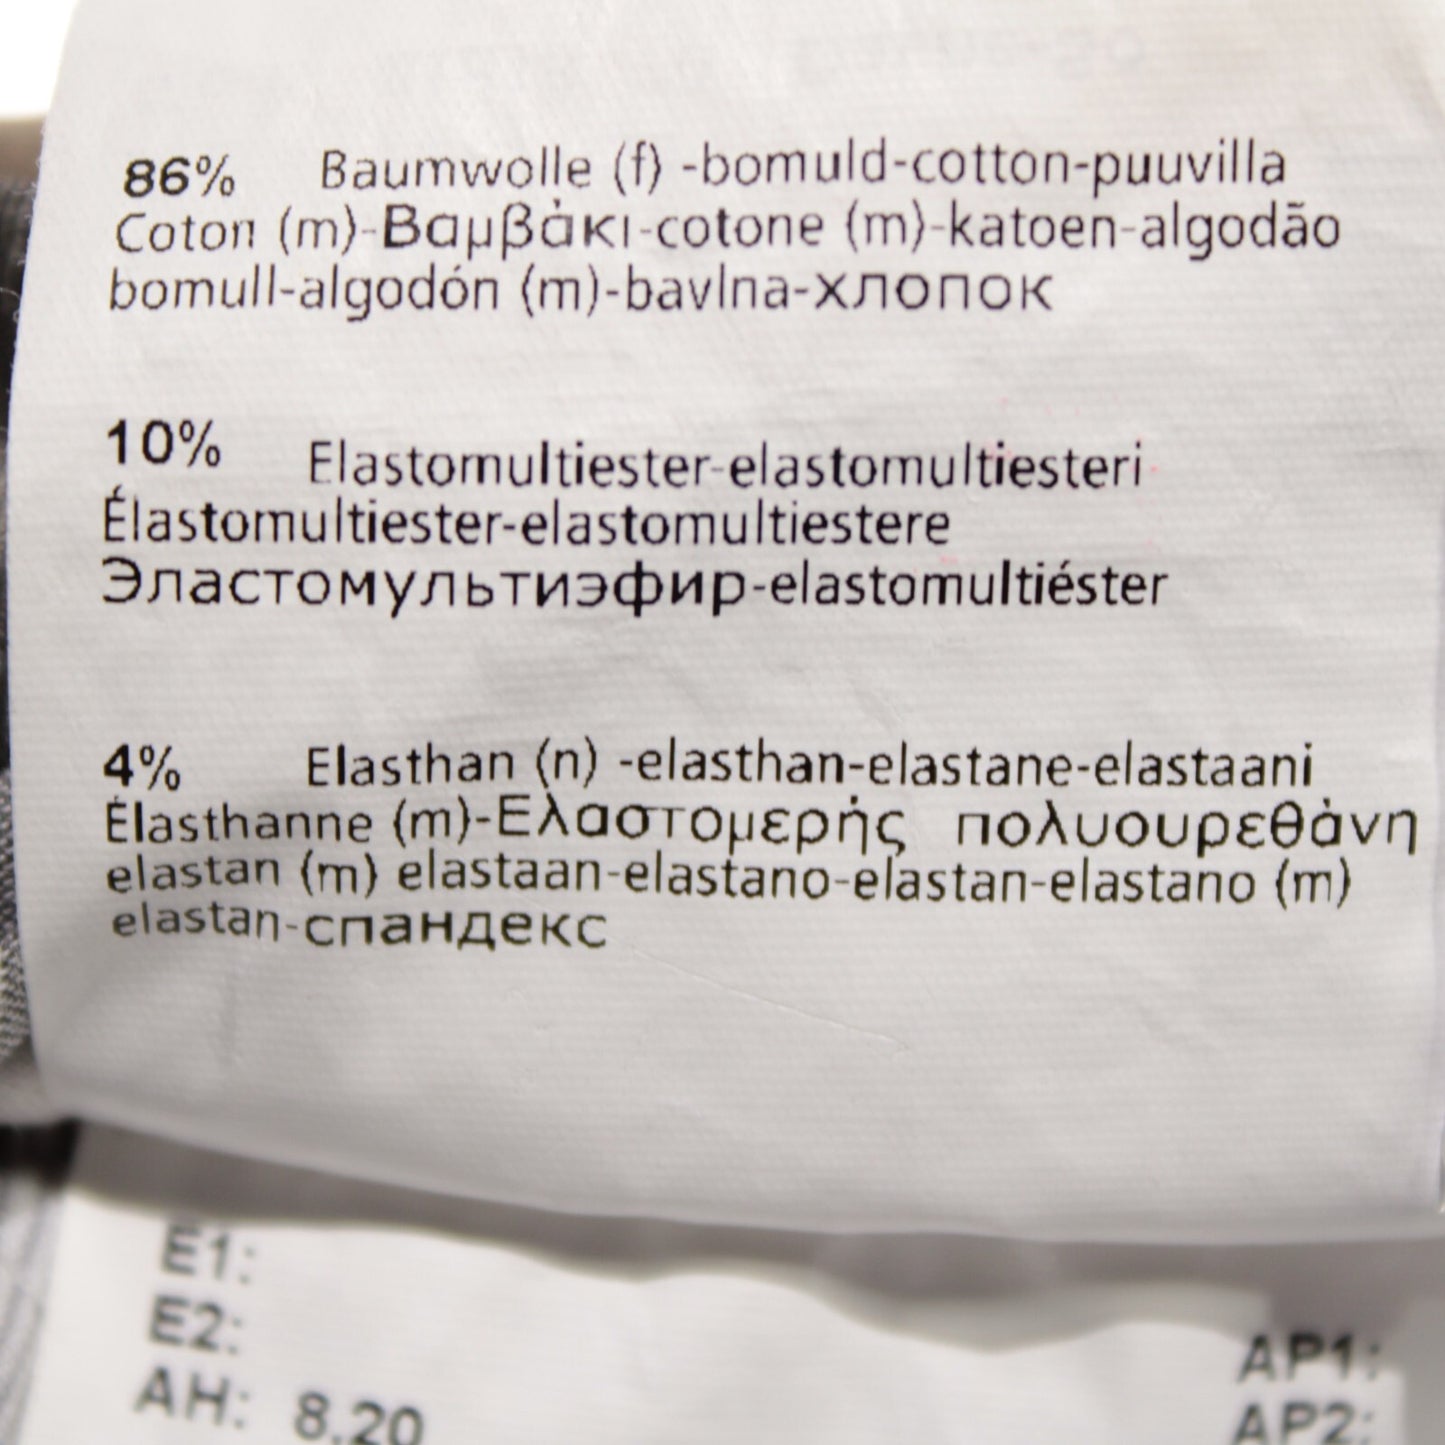 86% Baumwolle (f) -bomuld-cotton-puuvilla
Coton (m)-Βαμβάκι-cotone (m)-katoen-algodão
bomull-algodón (m)-bavlna-хлопок
10% Elastomultiester-elastomultiesteri
Élastomultiester-elastomultiestere
Эластомультиэфир-elastomultiéster
4% Elasthan (n) -elasthan-elastane-elastaani
Élasthanne (m)-Ελαστομερής πολυουρεθάνη
elastan (m) elastaan-elastano-elastan-elastano (m)
elastan-спандекс
E1:
E2:
AH: 8.20
AP1:
AP2: